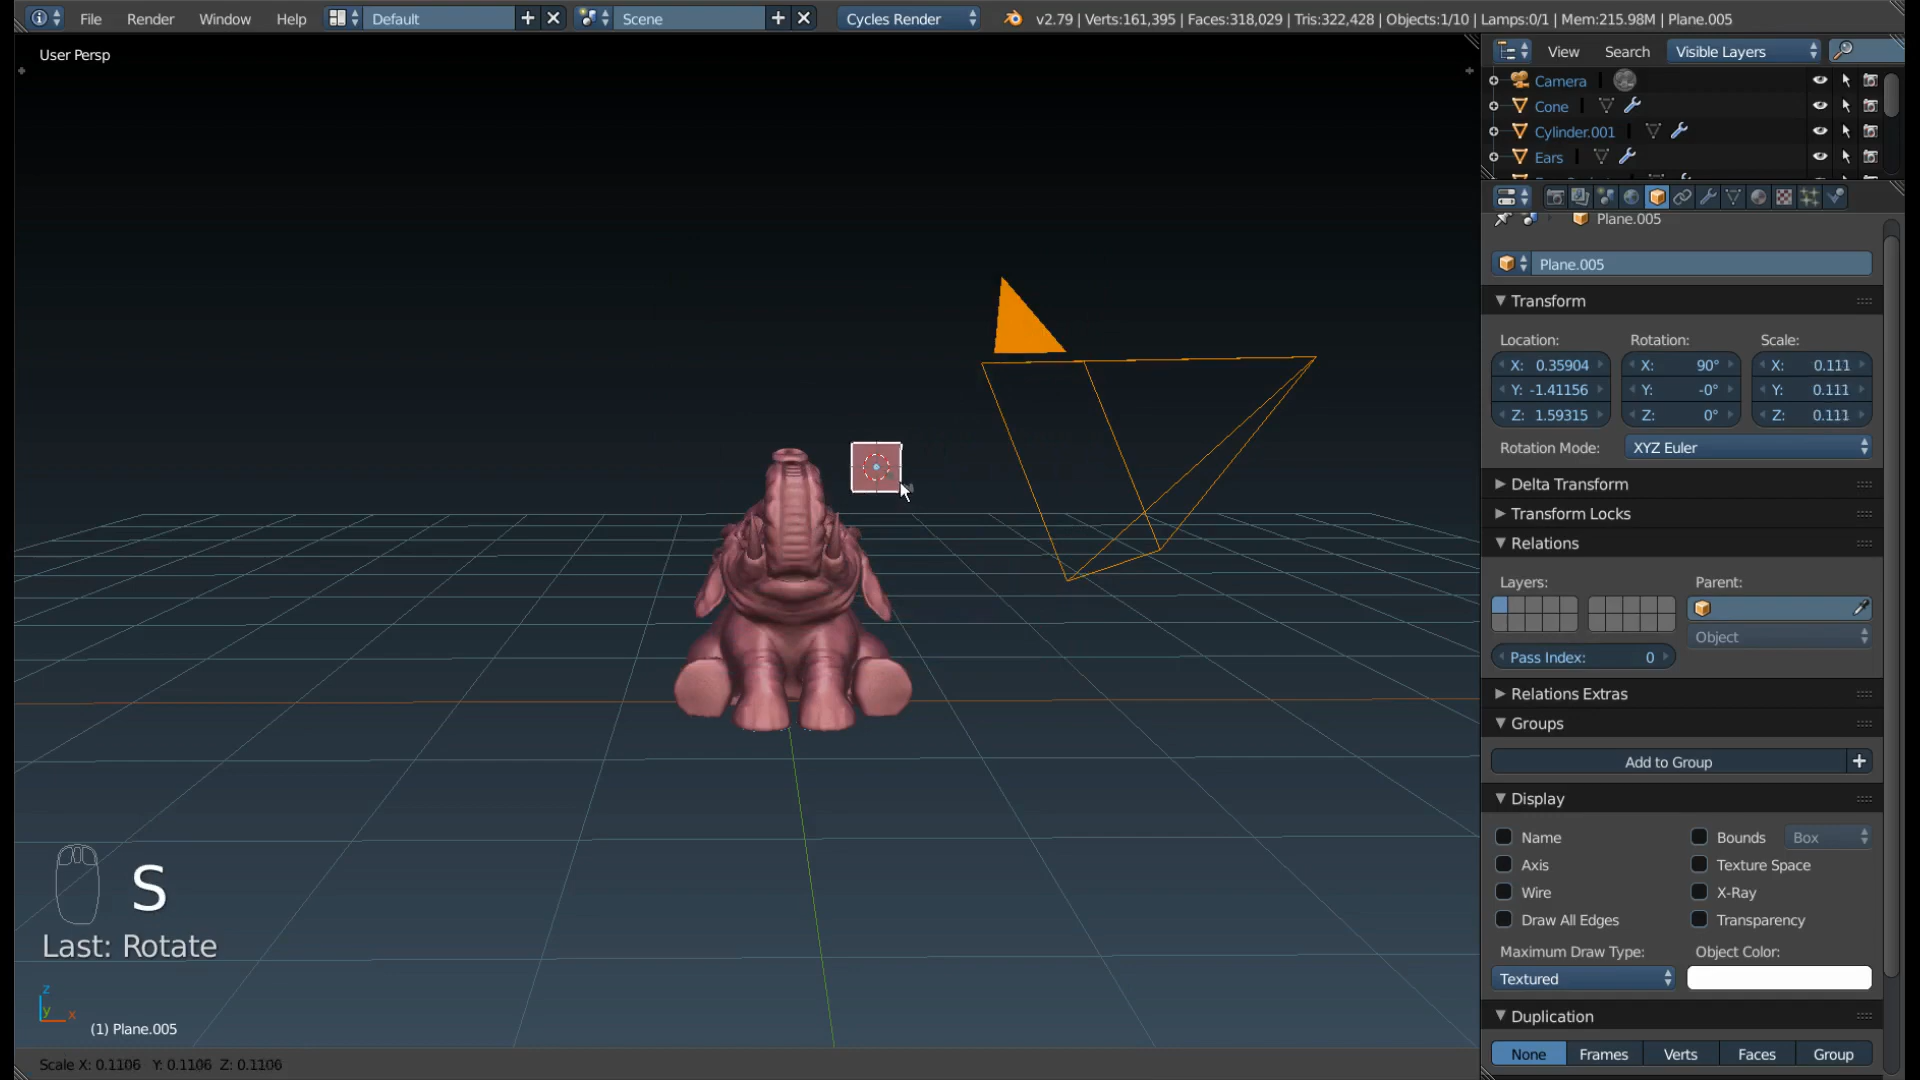 File Render Window Help Default Scene Cycles Render v2.79 | Verts:161,395 | Faces:318,029 | Tris:322,428 | Objects:1/10 | Lamps:0/1 | Mem:215.98M | Plane.005
User Persp
View Search Visible Layers
Camera
Cone
Cylinder.001
Ears
Plane.005
Plane.005
Transform
Location: Rotation: Scale:
X: 0.35904 X: 90° X: 0.111
Y: -1.41156 Y: -0° Y: 0.111
Z: 1.59315 Z: 0° Z: 0.111
Rotation Mode: XYZ Euler
Delta Transform
Transform Locks
Relations
Layers: Parent:
Object
Pass Index: 0
Relations Extras
Groups
Add to Group
Display
Name Bounds Box
Axis Texture Space
Wire X-Ray
Draw All Edges Transparency
Maximum Draw Type: Object Color:
Textured
Duplication
None Frames Verts Faces Group
S
Last: Rotate
z
y x
(1) Plane.005
Scale X: 0.1106 Y: 0.1106 Z: 0.1106